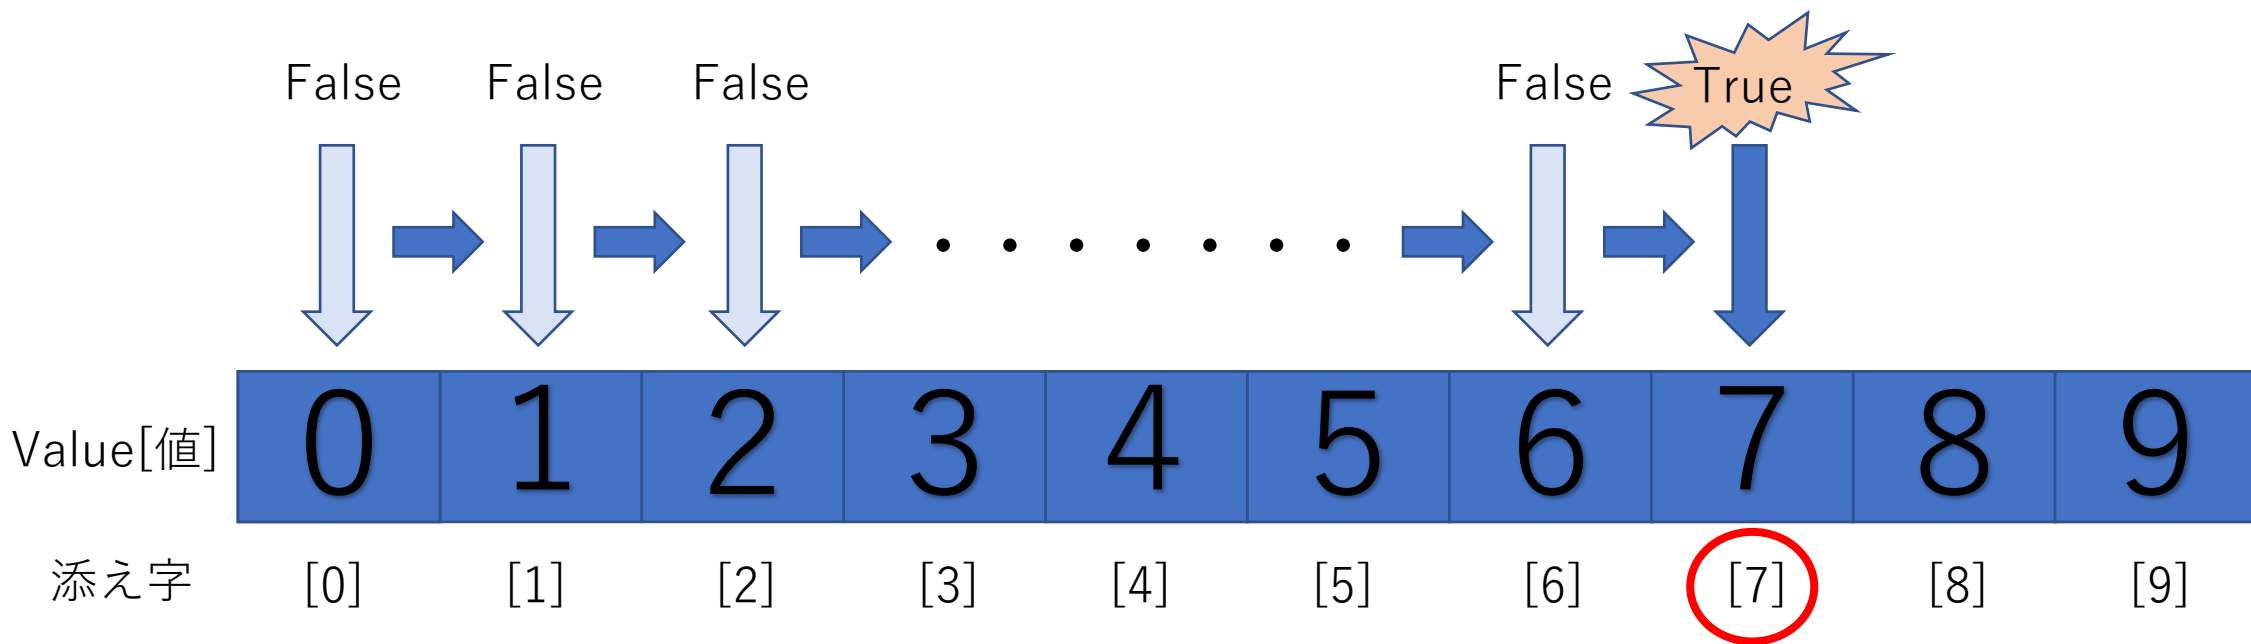 False False False False True
・・・・・・・
Value[値] 0 1 2 3 4 5 6 7 8 9
添え字 [0] [1] [2] [3] [4] [5] [6] [7] [8] [9]